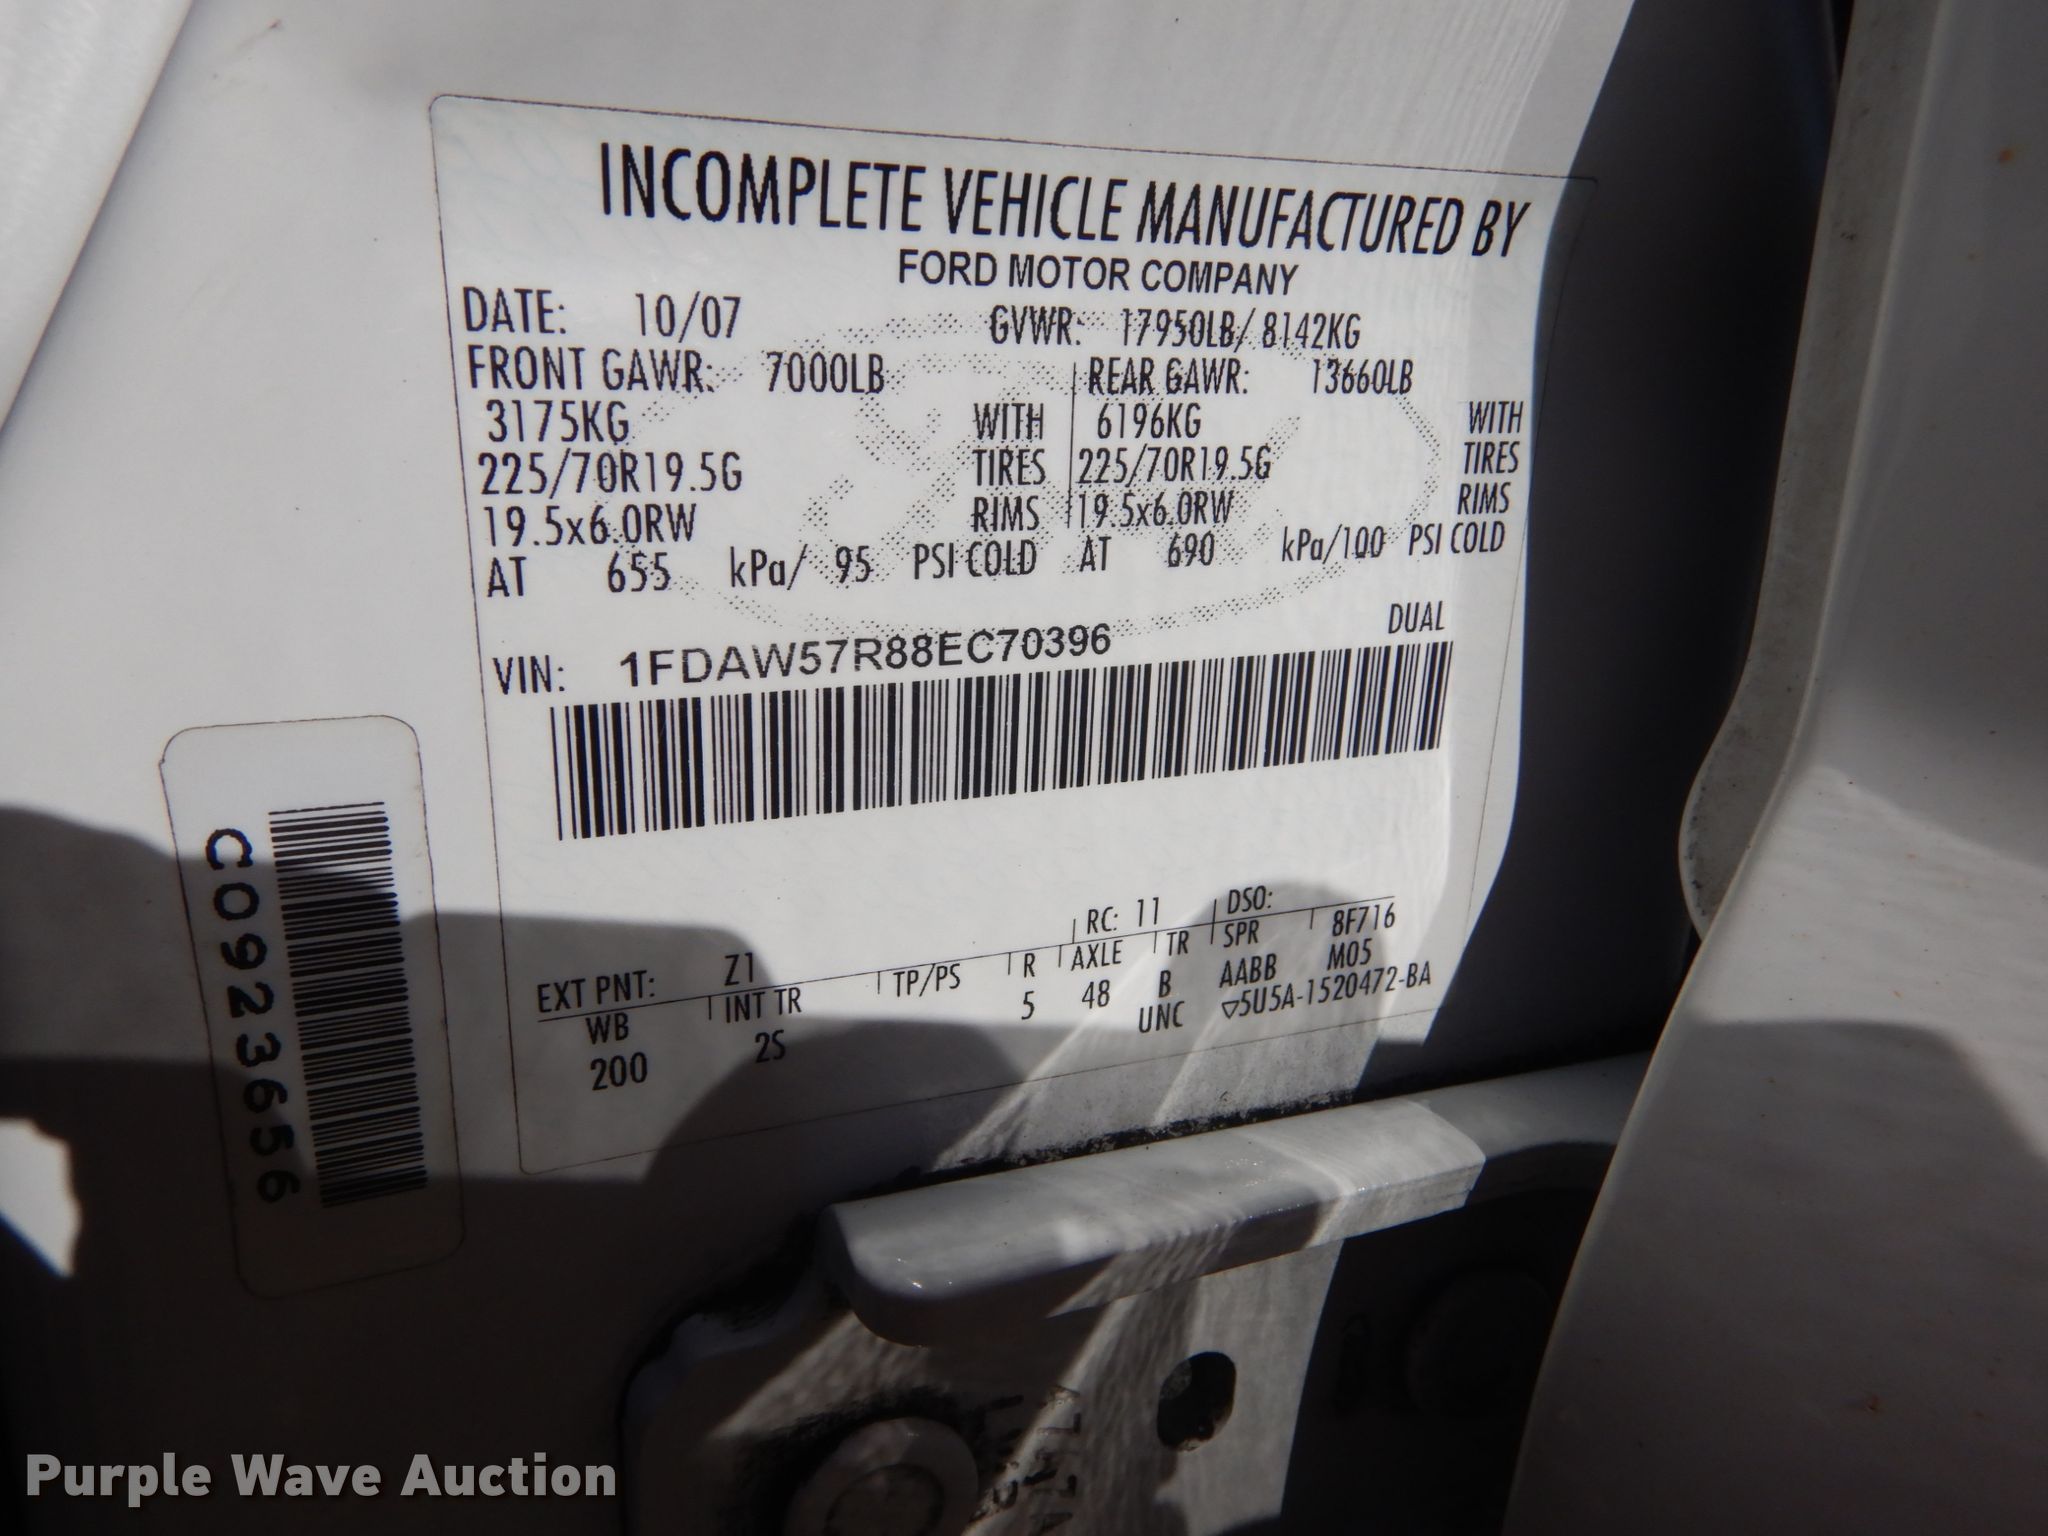 INCOMPLETE VEHICLE MANUFACTURED BY
FORD MOTOR COMPANY
DATE: 10/07 GVWR: 17950LB/ 8142KG
FRONT GAWR: 7000LB REAR GAWR: 13660LB
3175KG WITH 6196KG WITH
225/70R19.5G TIRES 225/70R19.5G TIRES
19.5x6.0RW RIMS 19.5x6.0RW RIMS
AT 655 kPa/ 95 PSI COLD AT 690 kPa/100 PSI COLD
DUAL
VIN: 1FDAW57R88EC70396
EXT PNT: Z1 RC: 11 DSO:
WB INT TR TP/PS R AXLE TR SPR 8F716
200 2S 5 48 B AABB M05
UNC ▽5U5A-1520472-BA
C0923656
Purple Wave Auction